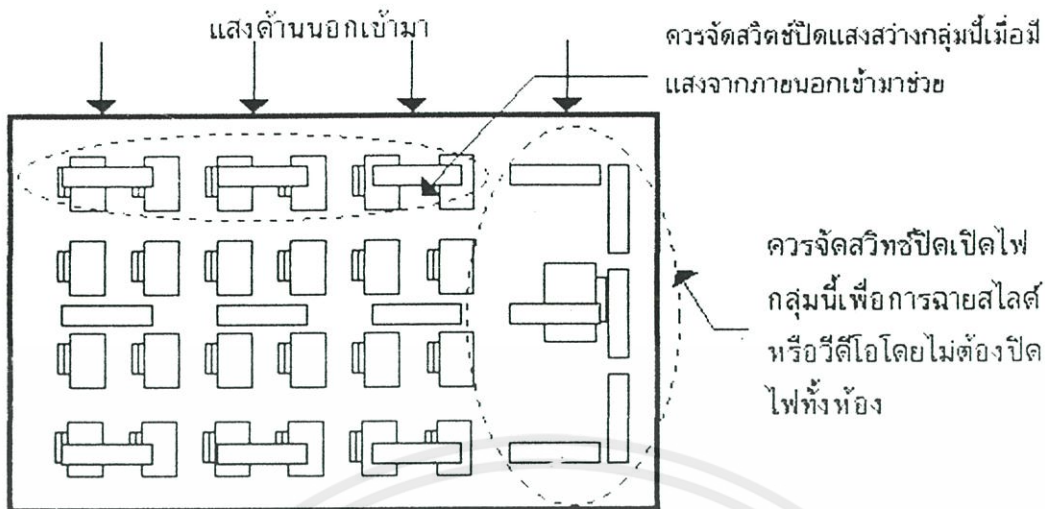 แสงด้านนอกเข้ามา
ควรจัดสวิตช์ปิดแสงสว่างกลุ่มนี้เมื่อมี
แสงจากภายนอกเข้ามาช่วย
ควรจัดสวิทช์ปิดเปิดไฟ
กลุ่มนี้เพื่อการฉายสไลด์
หรือวีดีโอโดยไม่ต้องปิด
ไฟทั้งห้อง